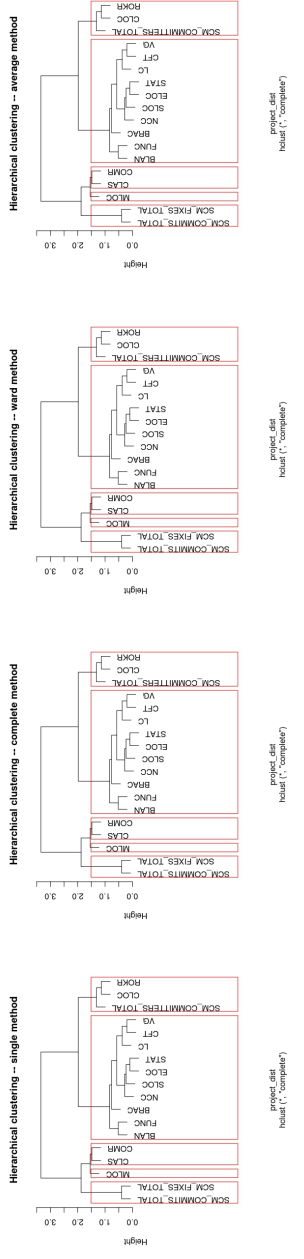 Hierarchical clustering -- single method
Height
0.0
1.0
2.0
3.0
SCM_COMMITS_TOTAL
SCM_FIXES_TOTAL
MLOC
CLAS
COMR
BLAN
FUNC
BRAC
NCC
SLOC
ELOC
STAT
LC
CFT
VG
SCM_COMMITTERS_TOTAL
CLOC
ROKR
project_dist
hclust (*, "complete")
Hierarchical clustering -- complete method
Height
0.0
1.0
2.0
3.0
SCM_COMMITS_TOTAL
SCM_FIXES_TOTAL
MLOC
CLAS
COMR
BLAN
FUNC
BRAC
NCC
SLOC
ELOC
STAT
LC
CFT
VG
SCM_COMMITTERS_TOTAL
CLOC
ROKR
project_dist
hclust (*, "complete")
Hierarchical clustering -- ward method
Height
0.0
1.0
2.0
3.0
SCM_COMMITS_TOTAL
SCM_FIXES_TOTAL
MLOC
CLAS
COMR
BLAN
FUNC
BRAC
NCC
SLOC
ELOC
STAT
LC
CFT
VG
SCM_COMMITTERS_TOTAL
CLOC
ROKR
project_dist
hclust (*, "complete")
Hierarchical clustering -- average method
Height
0.0
1.0
2.0
3.0
SCM_COMMITS_TOTAL
SCM_FIXES_TOTAL
MLOC
CLAS
COMR
BLAN
FUNC
BRAC
NCC
SLOC
ELOC
STAT
LC
CFT
VG
SCM_COMMITTERS_TOTAL
CLOC
ROKR
project_dist
hclust (*, "complete")